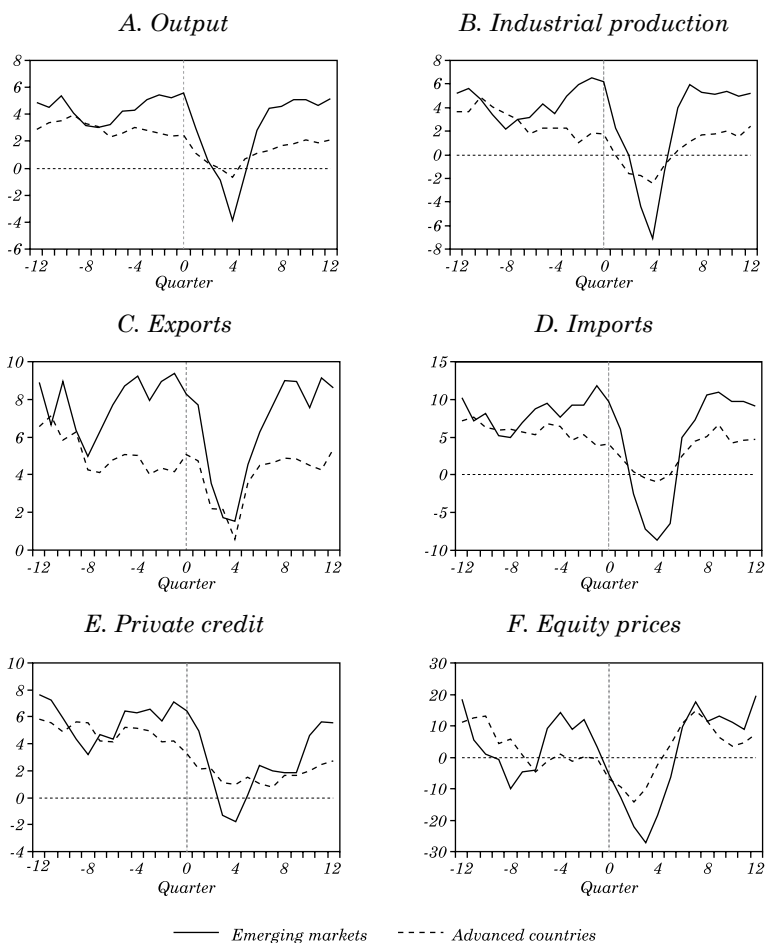 A. Output
B. Industrial production
8
6
4
2
0
-2
-4
-6
-12 -8 -4 0 4 8 12
Quarter
8
6
4
2
0
-2
-4
-6
-8
-12 -8 -4 0 4 8 12
Quarter
C. Exports
D. Imports
10
8
6
4
2
0
-12 -8 -4 0 4 8 12
Quarter
15
10
5
0
-5
-10
-12 -8 -4 0 4 8 12
Quarter
E. Private credit
F. Equity prices
10
8
6
4
2
0
-2
-4
-12 -8 -4 0 4 8 12
Quarter
30
20
10
0
-10
-20
-30
-12 -8 -4 0 4 8 12
Quarter
Emerging markets Advanced countries